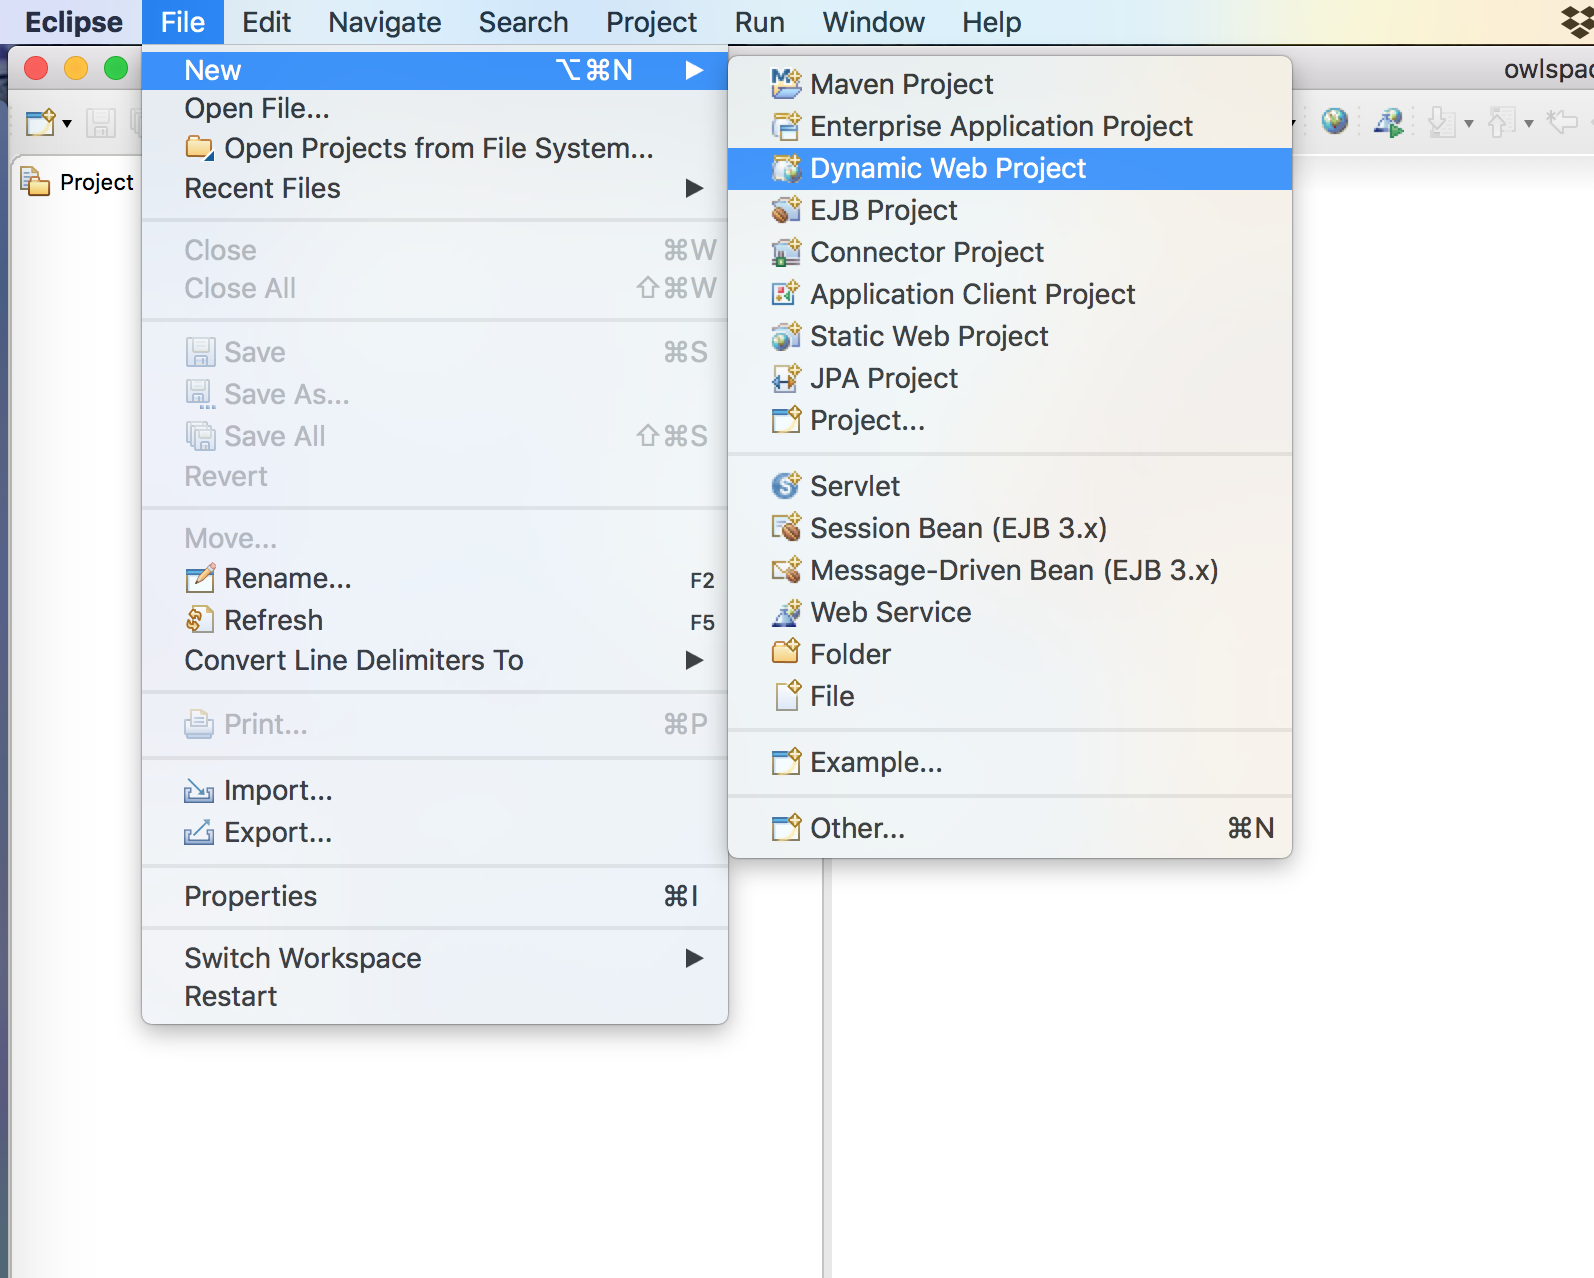 Eclipse File Edit Navigate Search Project Run Window Help
owlspac
Project
New ⌥⌘N ▶
Open File...
Open Projects from File System...
Recent Files ▶
Close ⌘W
Close All ⇧⌘W
Save ⌘S
Save As...
Save All ⇧⌘S
Revert
Move...
Rename... F2
Refresh F5
Convert Line Delimiters To ▶
Print... ⌘P
Import...
Export...
Properties ⌘I
Switch Workspace ▶
Restart
Maven Project
Enterprise Application Project
Dynamic Web Project
EJB Project
Connector Project
Application Client Project
Static Web Project
JPA Project
Project...
Servlet
Session Bean (EJB 3.x)
Message-Driven Bean (EJB 3.x)
Web Service
Folder
File
Example...
Other... ⌘N